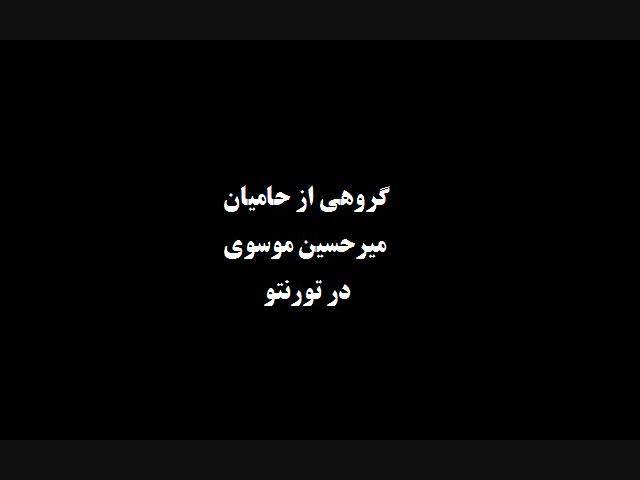 گروهی از حامیان
میرحسین موسوی
در تورنتو